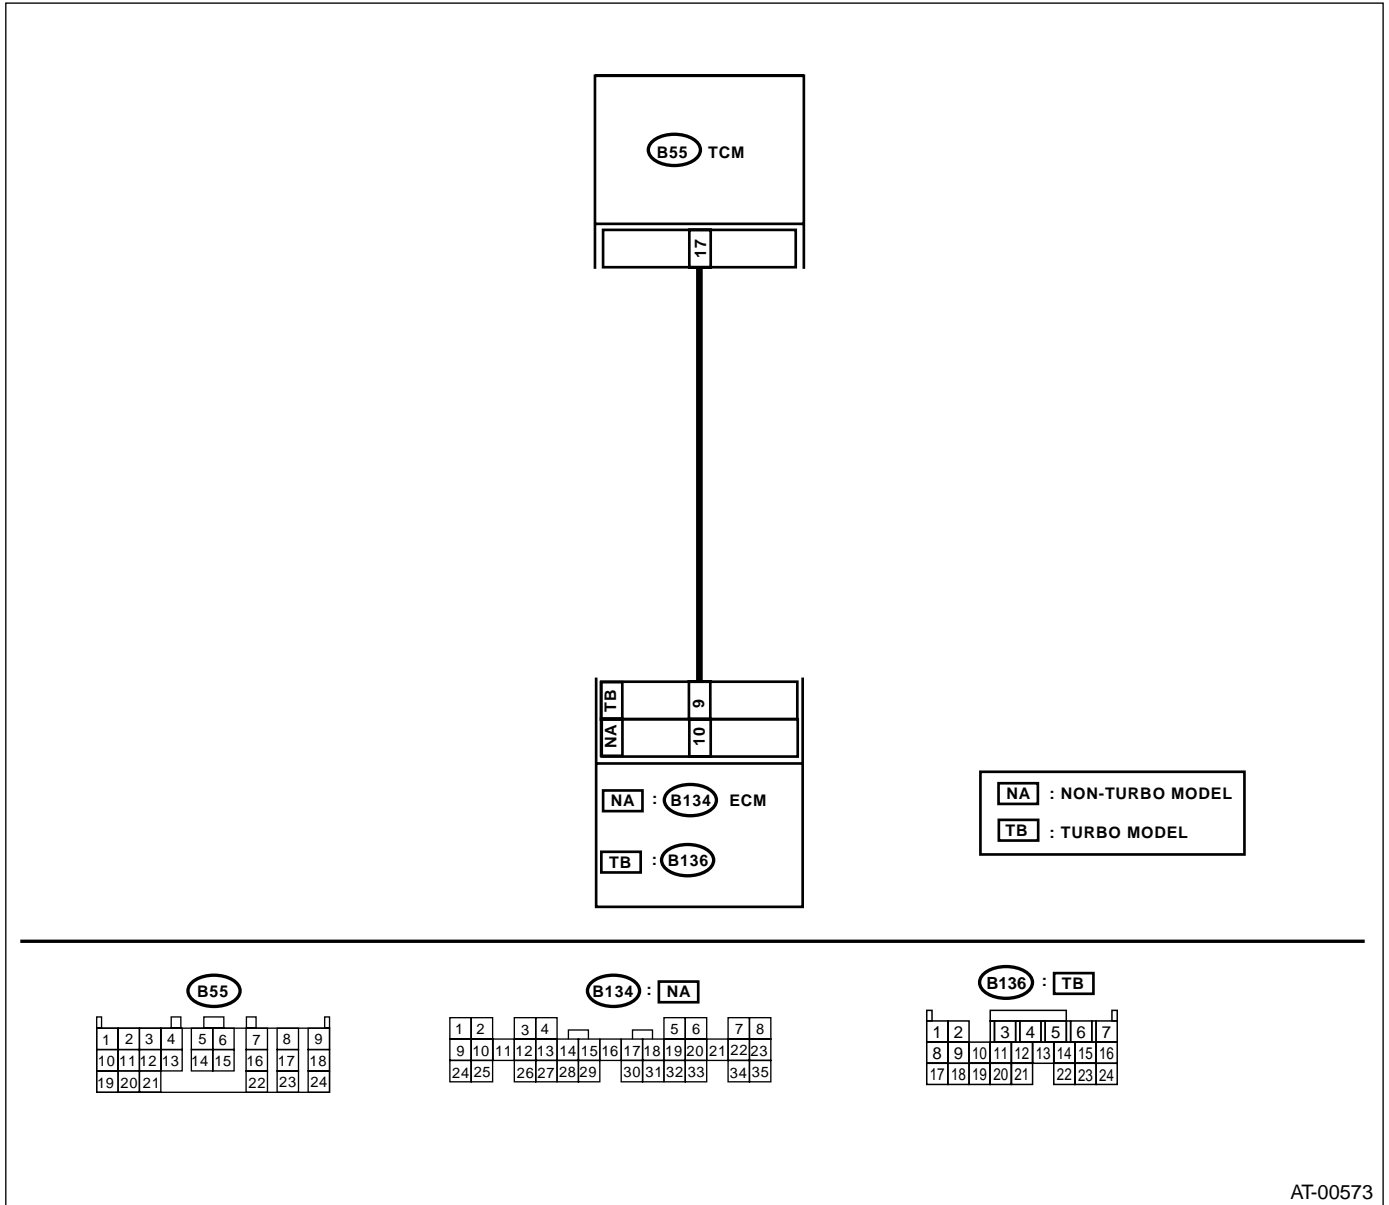 B55 TCM
17
TB 9
NA 10
NA : B134 ECM
TB : B136
NA : NON-TURBO MODEL
TB : TURBO MODEL
B55
1 2 3 4 5 6 7 8 9
10 11 12 13 14 15 16 17 18
19 20 21 22 23 24
B134 : NA
1 2 3 4 5 6 7 8
9 10 11 12 13 14 15 16 17 18 19 20 21 22 23
24 25 26 27 28 29 30 31 32 33 34 35
B136 : TB
1 2 3 4 5 6 7
8 9 10 11 12 13 14 15 16
17 18 19 20 21 22 23 24
AT-00573